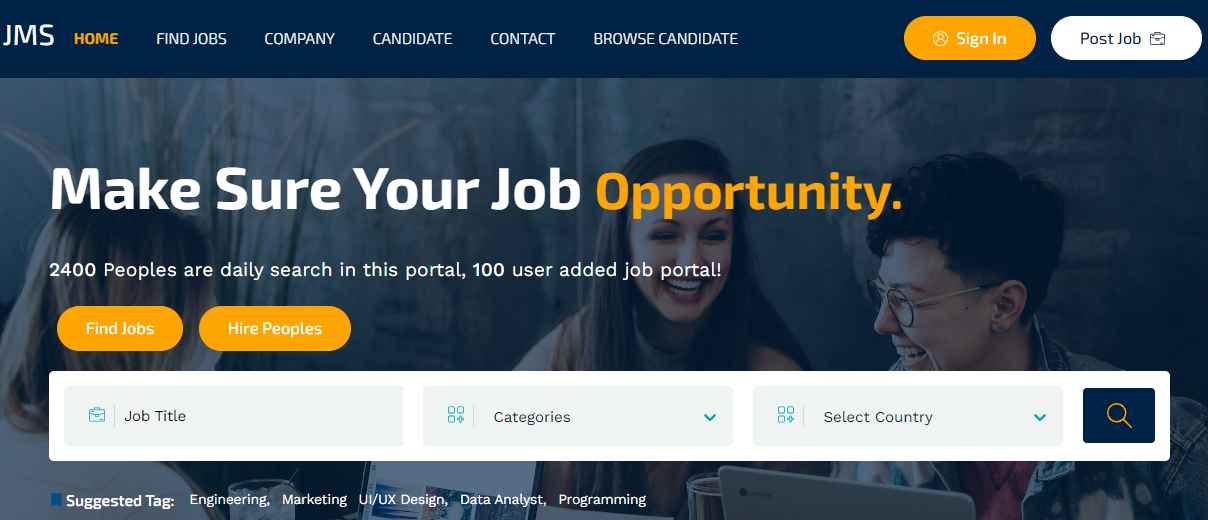 JMS HOME FIND JOBS COMPANY CANDIDATE CONTACT BROWSE CANDIDATE Sign In Post Job
Make Sure Your Job Opportunity.
2400 Peoples are daily search in this portal, 100 user added job portal!
Find Jobs Hire Peoples
Job Title Categories Select Country
Suggested Tag: Engineering, Marketing UI/UX Design, Data Analyst, Programming